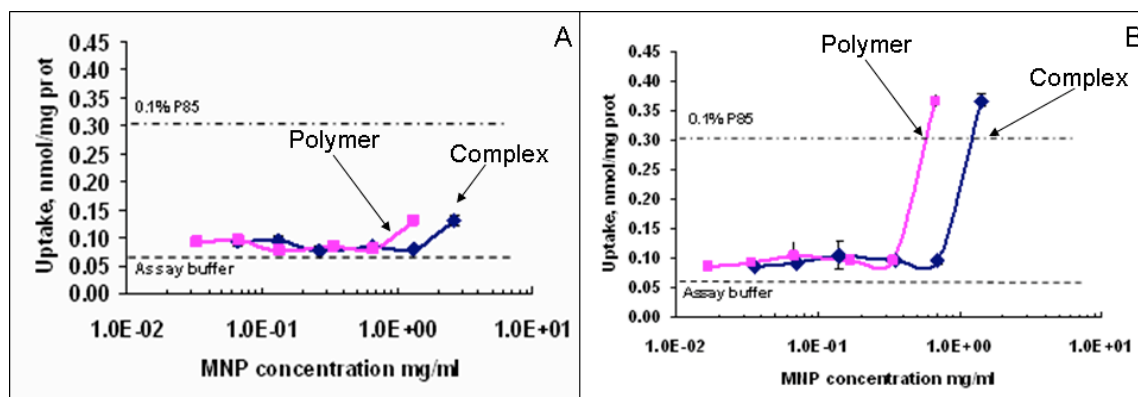 A
0.45
0.40
0.35
0.30
0.25
0.20
0.15
0.10
0.05
0.00
Uptake, nmol/mg prot
0.1% P85
Polymer
Complex
Assay buffer
1.0E-02 1.0E-01 1.0E+00 1.0E+01
MNP concentration mg/ml
B
0.45
0.40
0.35
0.30
0.25
0.20
0.15
0.10
0.05
0.00
Uptake, nmol/mg prot
Polymer
Complex
0.1% P85
Assay buffer
1.0E-02 1.0E-01 1.0E+00 1.0E+01
MNP concentration mg/ml